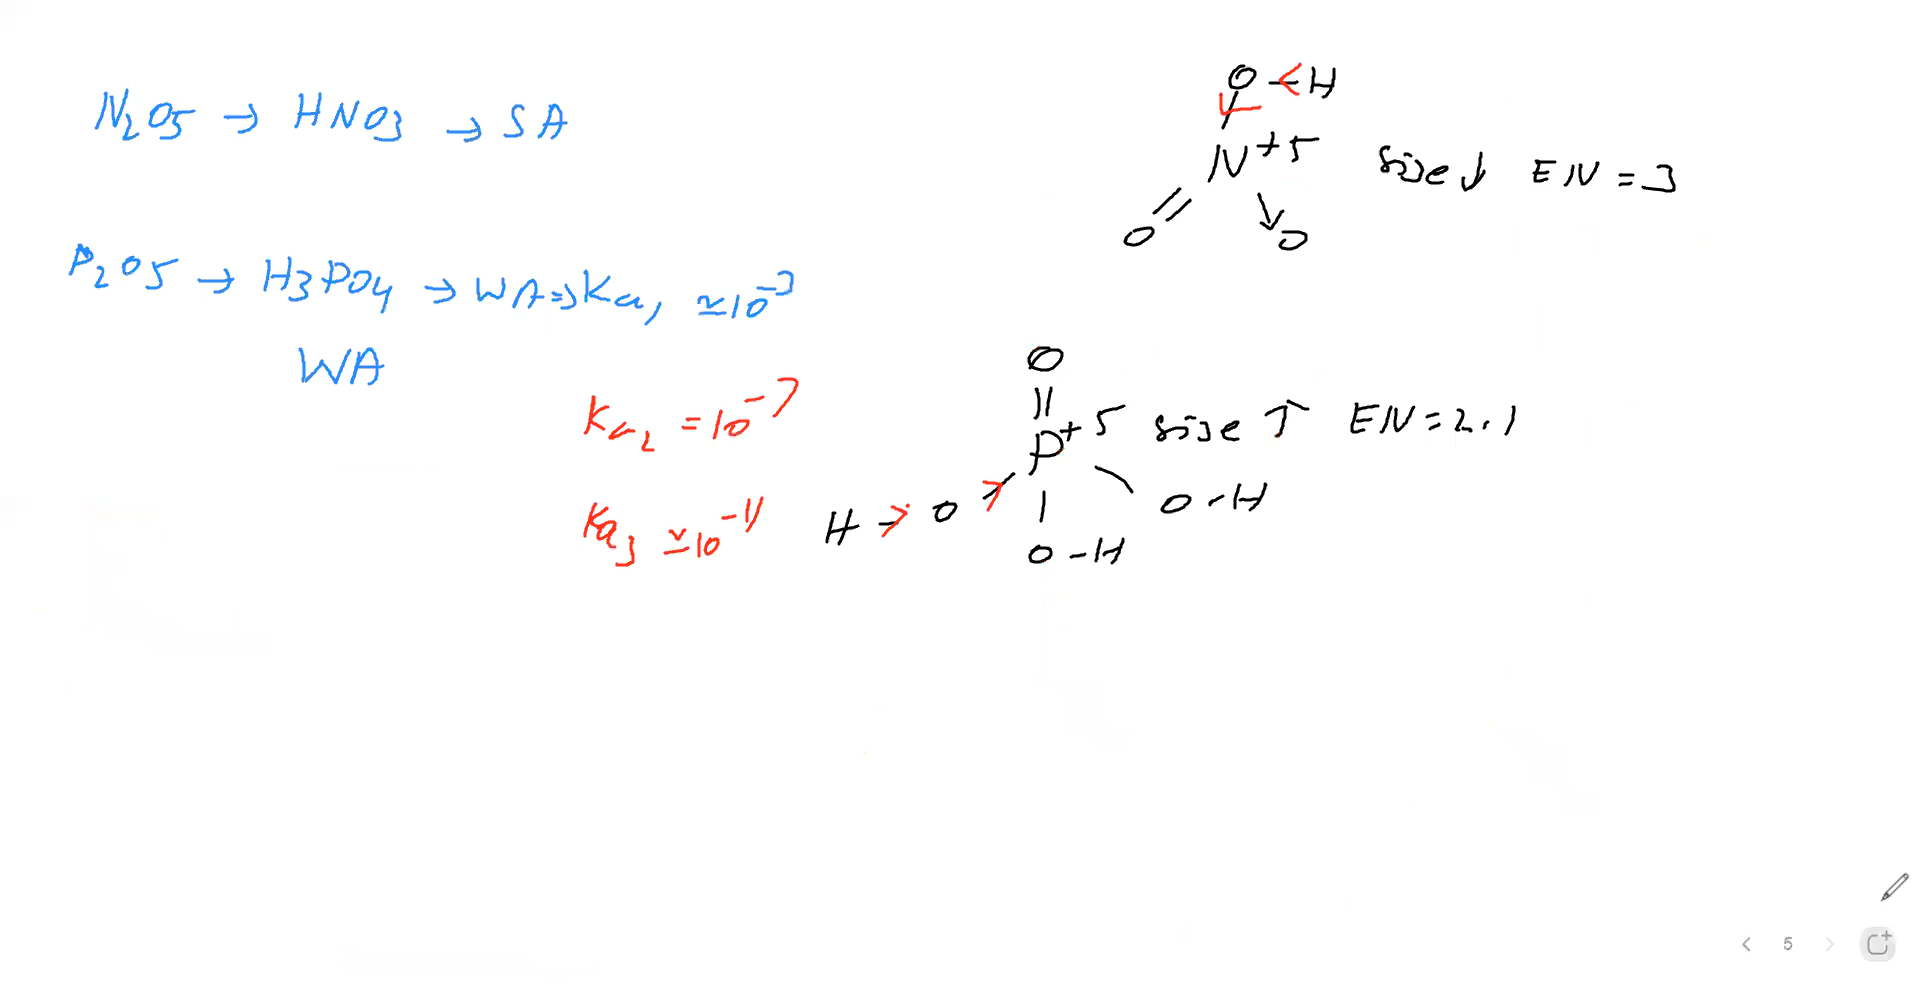 N2O5 → HNO3 → SA
P2O5 → H3PO4 → WA ⇒ Ka1 ≃ 10^-3
WA
Ka2 = 10^-7
Ka3 ≃ 10^-11
O - H
N+5 size ↓ EN = 3
O O
O
P+5 size ↑ EN = 2.1
H → O O - H
O - H
5